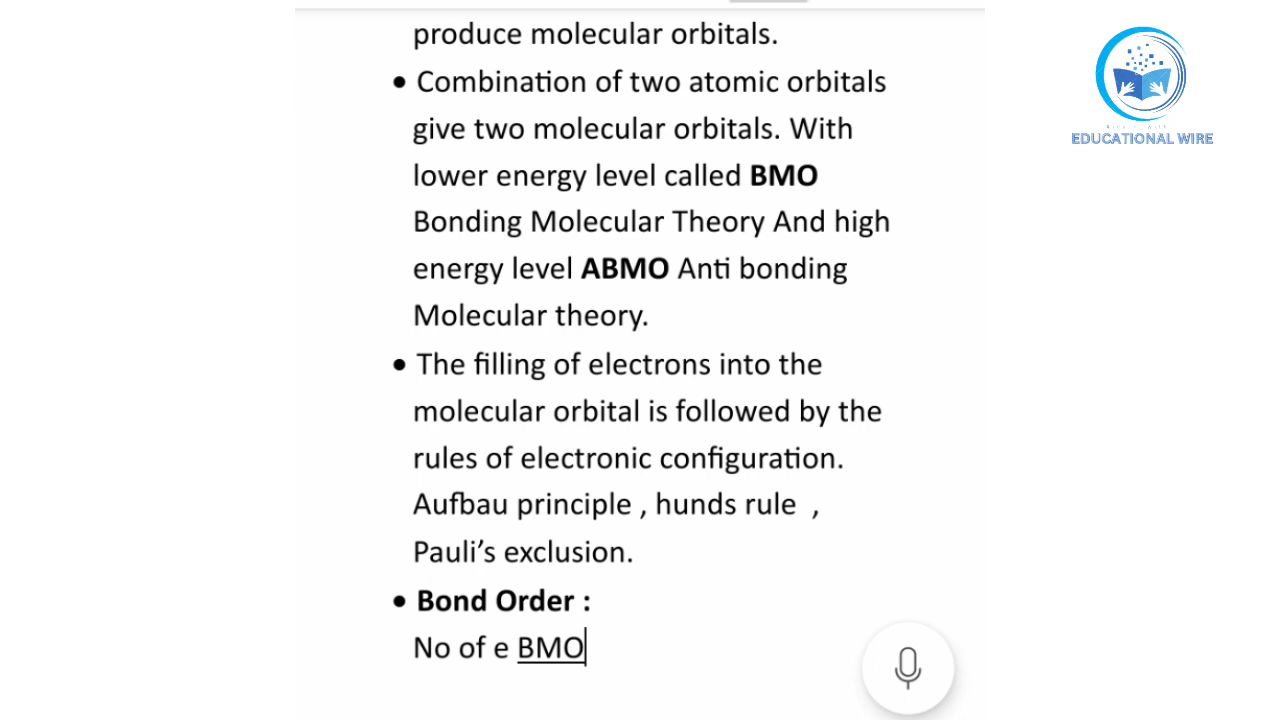 produce molecular orbitals.
• Combination of two atomic orbitals
give two molecular orbitals. With
lower energy level called BMO
Bonding Molecular Theory And high
energy level ABMO Anti bonding
Molecular theory.
• The filling of electrons into the
molecular orbital is followed by the
rules of electronic configuration.
Aufbau principle , hunds rule ,
Pauli’s exclusion.
• Bond Order :
No of e BMO
EDUCATIONAL WIRE